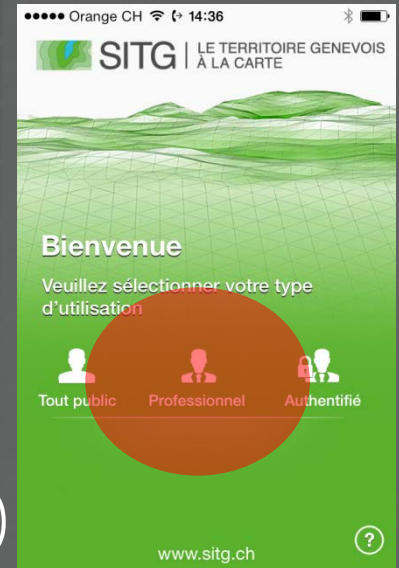 Orange CH 14:36
SITG LE TERRITOIRE GENEVOIS
À LA CARTE
Bienvenue
Veuillez sélectionner votre type
d'utilisation
Tout public Professionnel Authentifié
?
www.sitg.ch
)